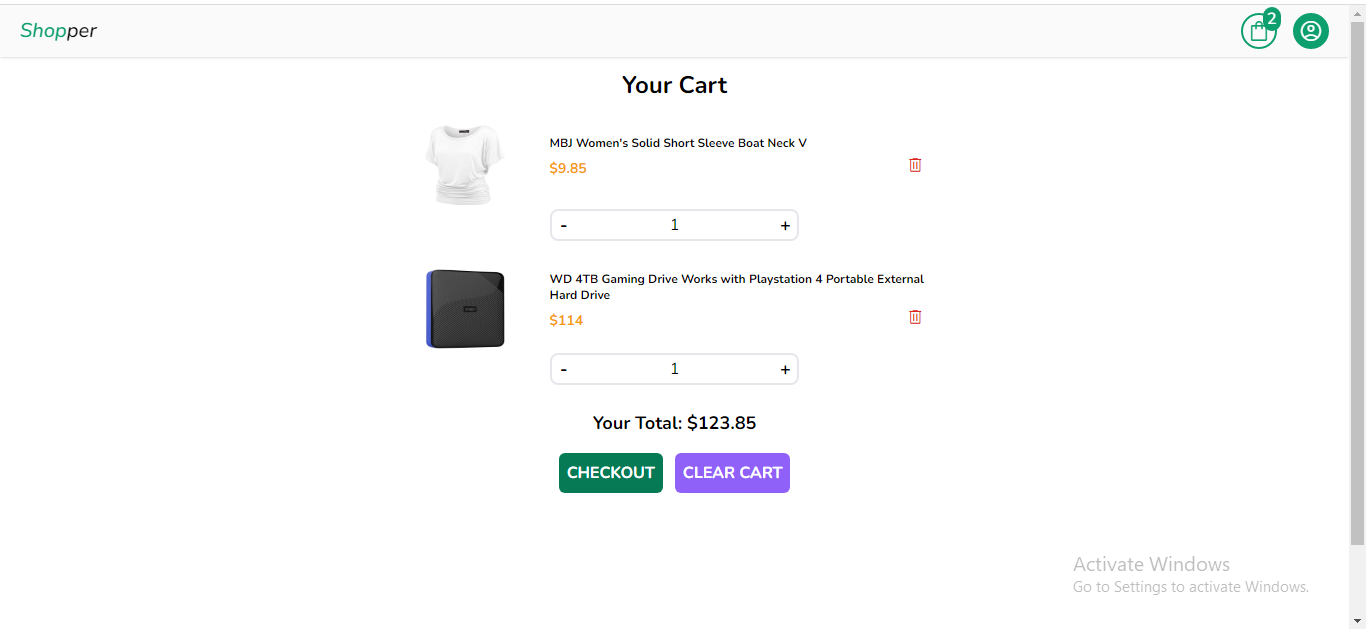 Shopper
2
Your Cart
MBJ Women's Solid Short Sleeve Boat Neck V
$9.85
- 1 +
WD 4TB Gaming Drive Works with Playstation 4 Portable External
Hard Drive
$114
- 1 +
Your Total: $123.85
CHECKOUT CLEAR CART
Activate Windows
Go to Settings to activate Windows.